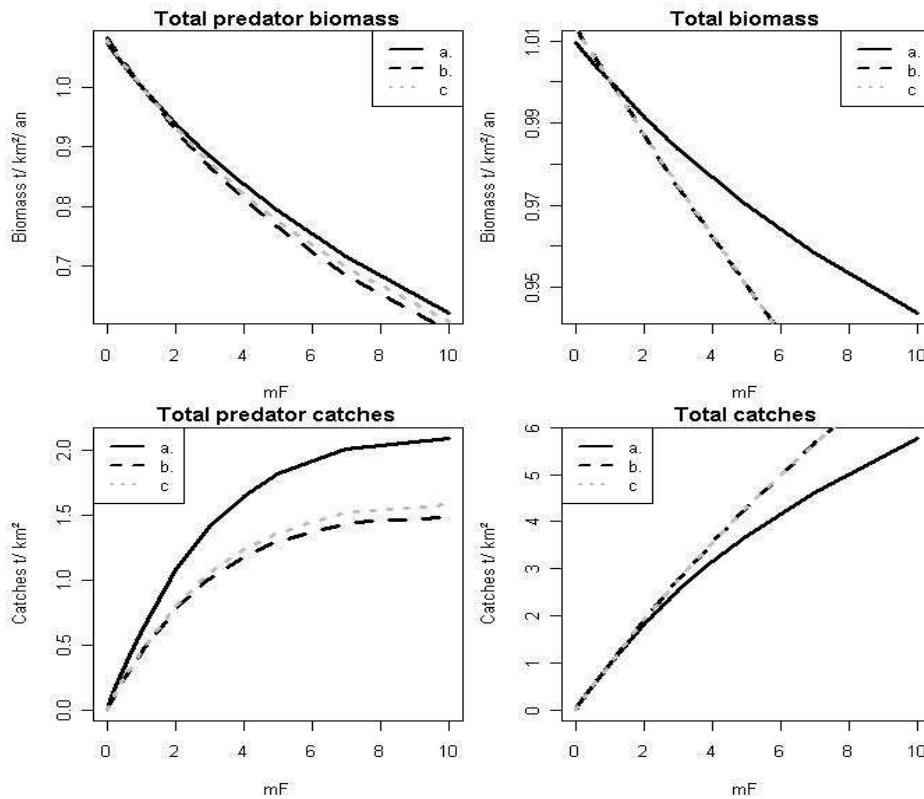 Total predator biomass
Biomass t/ km²/ an
1.0
0.9
0.8
0.7
a.
b.
c
0 2 4 6 8 10
mF
Total biomass
Biomass t/ km²/ an
1.01
0.99
0.97
0.95
a.
b.
c
0 2 4 6 8 10
mF
Total predator catches
Catches t/ km²
2.0
1.5
1.0
0.5
0.0
a.
b.
c
0 2 4 6 8 10
mF
Total catches
Catches t/ km²
6
5
4
3
2
1
0
a.
b.
c
0 2 4 6 8 10
mF